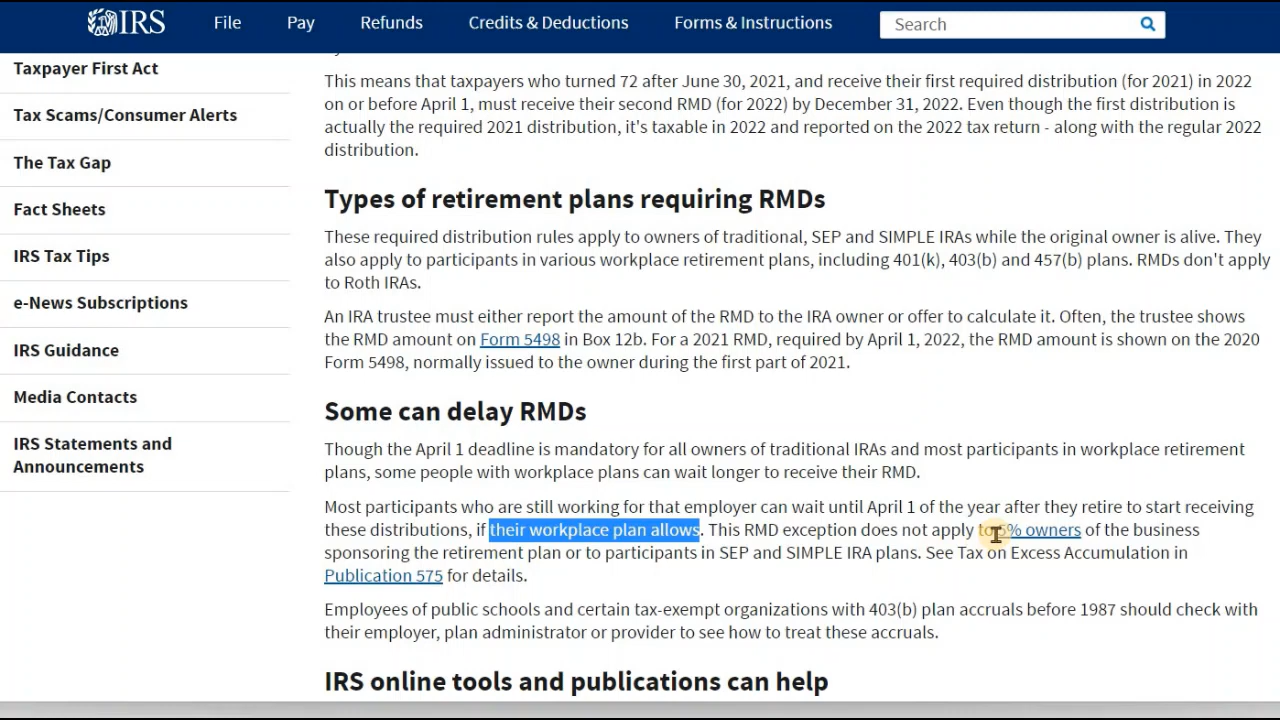 IRS File Pay Refunds Credits & Deductions Forms & Instructions Search
Taxpayer First Act
Tax Scams/Consumer Alerts
The Tax Gap
Fact Sheets
IRS Tax Tips
e-News Subscriptions
IRS Guidance
Media Contacts
IRS Statements and
Announcements
This means that taxpayers who turned 72 after June 30, 2021, and receive their first required distribution (for 2021) in 2022
on or before April 1, must receive their second RMD (for 2022) by December 31, 2022. Even though the first distribution is
actually the required 2021 distribution, it's taxable in 2022 and reported on the 2022 tax return - along with the regular 2022
distribution.
Types of retirement plans requiring RMDs
These required distribution rules apply to owners of traditional, SEP and SIMPLE IRAs while the original owner is alive. They
also apply to participants in various workplace retirement plans, including 401(k), 403(b) and 457(b) plans. RMDs don't apply
to Roth IRAs.
An IRA trustee must either report the amount of the RMD to the IRA owner or offer to calculate it. Often, the trustee shows
the RMD amount on Form 5498 in Box 12b. For a 2021 RMD, required by April 1, 2022, the RMD amount is shown on the 2020
Form 5498, normally issued to the owner during the first part of 2021.
Some can delay RMDs
Though the April 1 deadline is mandatory for all owners of traditional IRAs and most participants in workplace retirement
plans, some people with workplace plans can wait longer to receive their RMD.
Most participants who are still working for that employer can wait until April 1 of the year after they retire to start receiving
these distributions, if their workplace plan allows. This RMD exception does not apply to 5% owners of the business
sponsoring the retirement plan or to participants in SEP and SIMPLE IRA plans. See Tax on Excess Accumulation in
Publication 575 for details.
Employees of public schools and certain tax-exempt organizations with 403(b) plan accruals before 1987 should check with
their employer, plan administrator or provider to see how to treat these accruals.
IRS online tools and publications can help